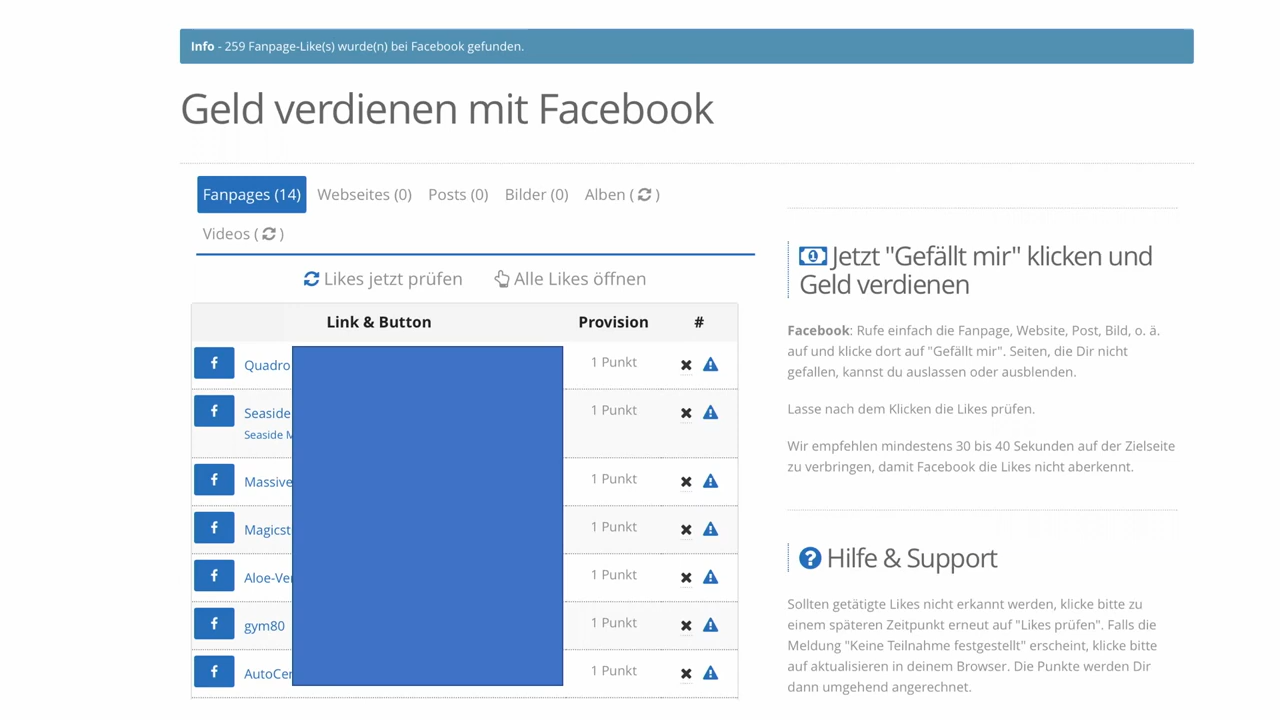 Info - 259 Fanpage-Like(s) wurde(n) bei Facebook gefunden.
Geld verdienen mit Facebook
Fanpages (14) Webseites (0) Posts (0) Bilder (0) Alben ( )
Videos ( )
Likes jetzt prüfen Alle Likes öffnen
Link & Button Provision #
Quadro 1 Punkt
Seaside 1 Punkt
Seaside
Massive 1 Punkt
Magicst 1 Punkt
Aloe-Ver 1 Punkt
gym80 1 Punkt
AutoCen 1 Punkt
Jetzt "Gefällt mir" klicken und
Geld verdienen
Facebook: Rufe einfach die Fanpage, Website, Post, Bild, o. ä.
auf und klicke dort auf "Gefällt mir". Seiten, die Dir nicht
gefallen, kannst du auslassen oder ausblenden.
Lasse nach dem Klicken die Likes prüfen.
Wir empfehlen mindestens 30 bis 40 Sekunden auf der Zielseite
zu verbringen, damit Facebook die Likes nicht aberkennt.
Hilfe & Support
Sollten getätigte Likes nicht erkannt werden, klicke bitte zu
einem späteren Zeitpunkt erneut auf "Likes prüfen". Falls die
Meldung "Keine Teilnahme festgestellt" erscheint, klicke bitte
auf aktualisieren in deinem Browser. Die Punkte werden Dir
dann umgehend angerechnet.